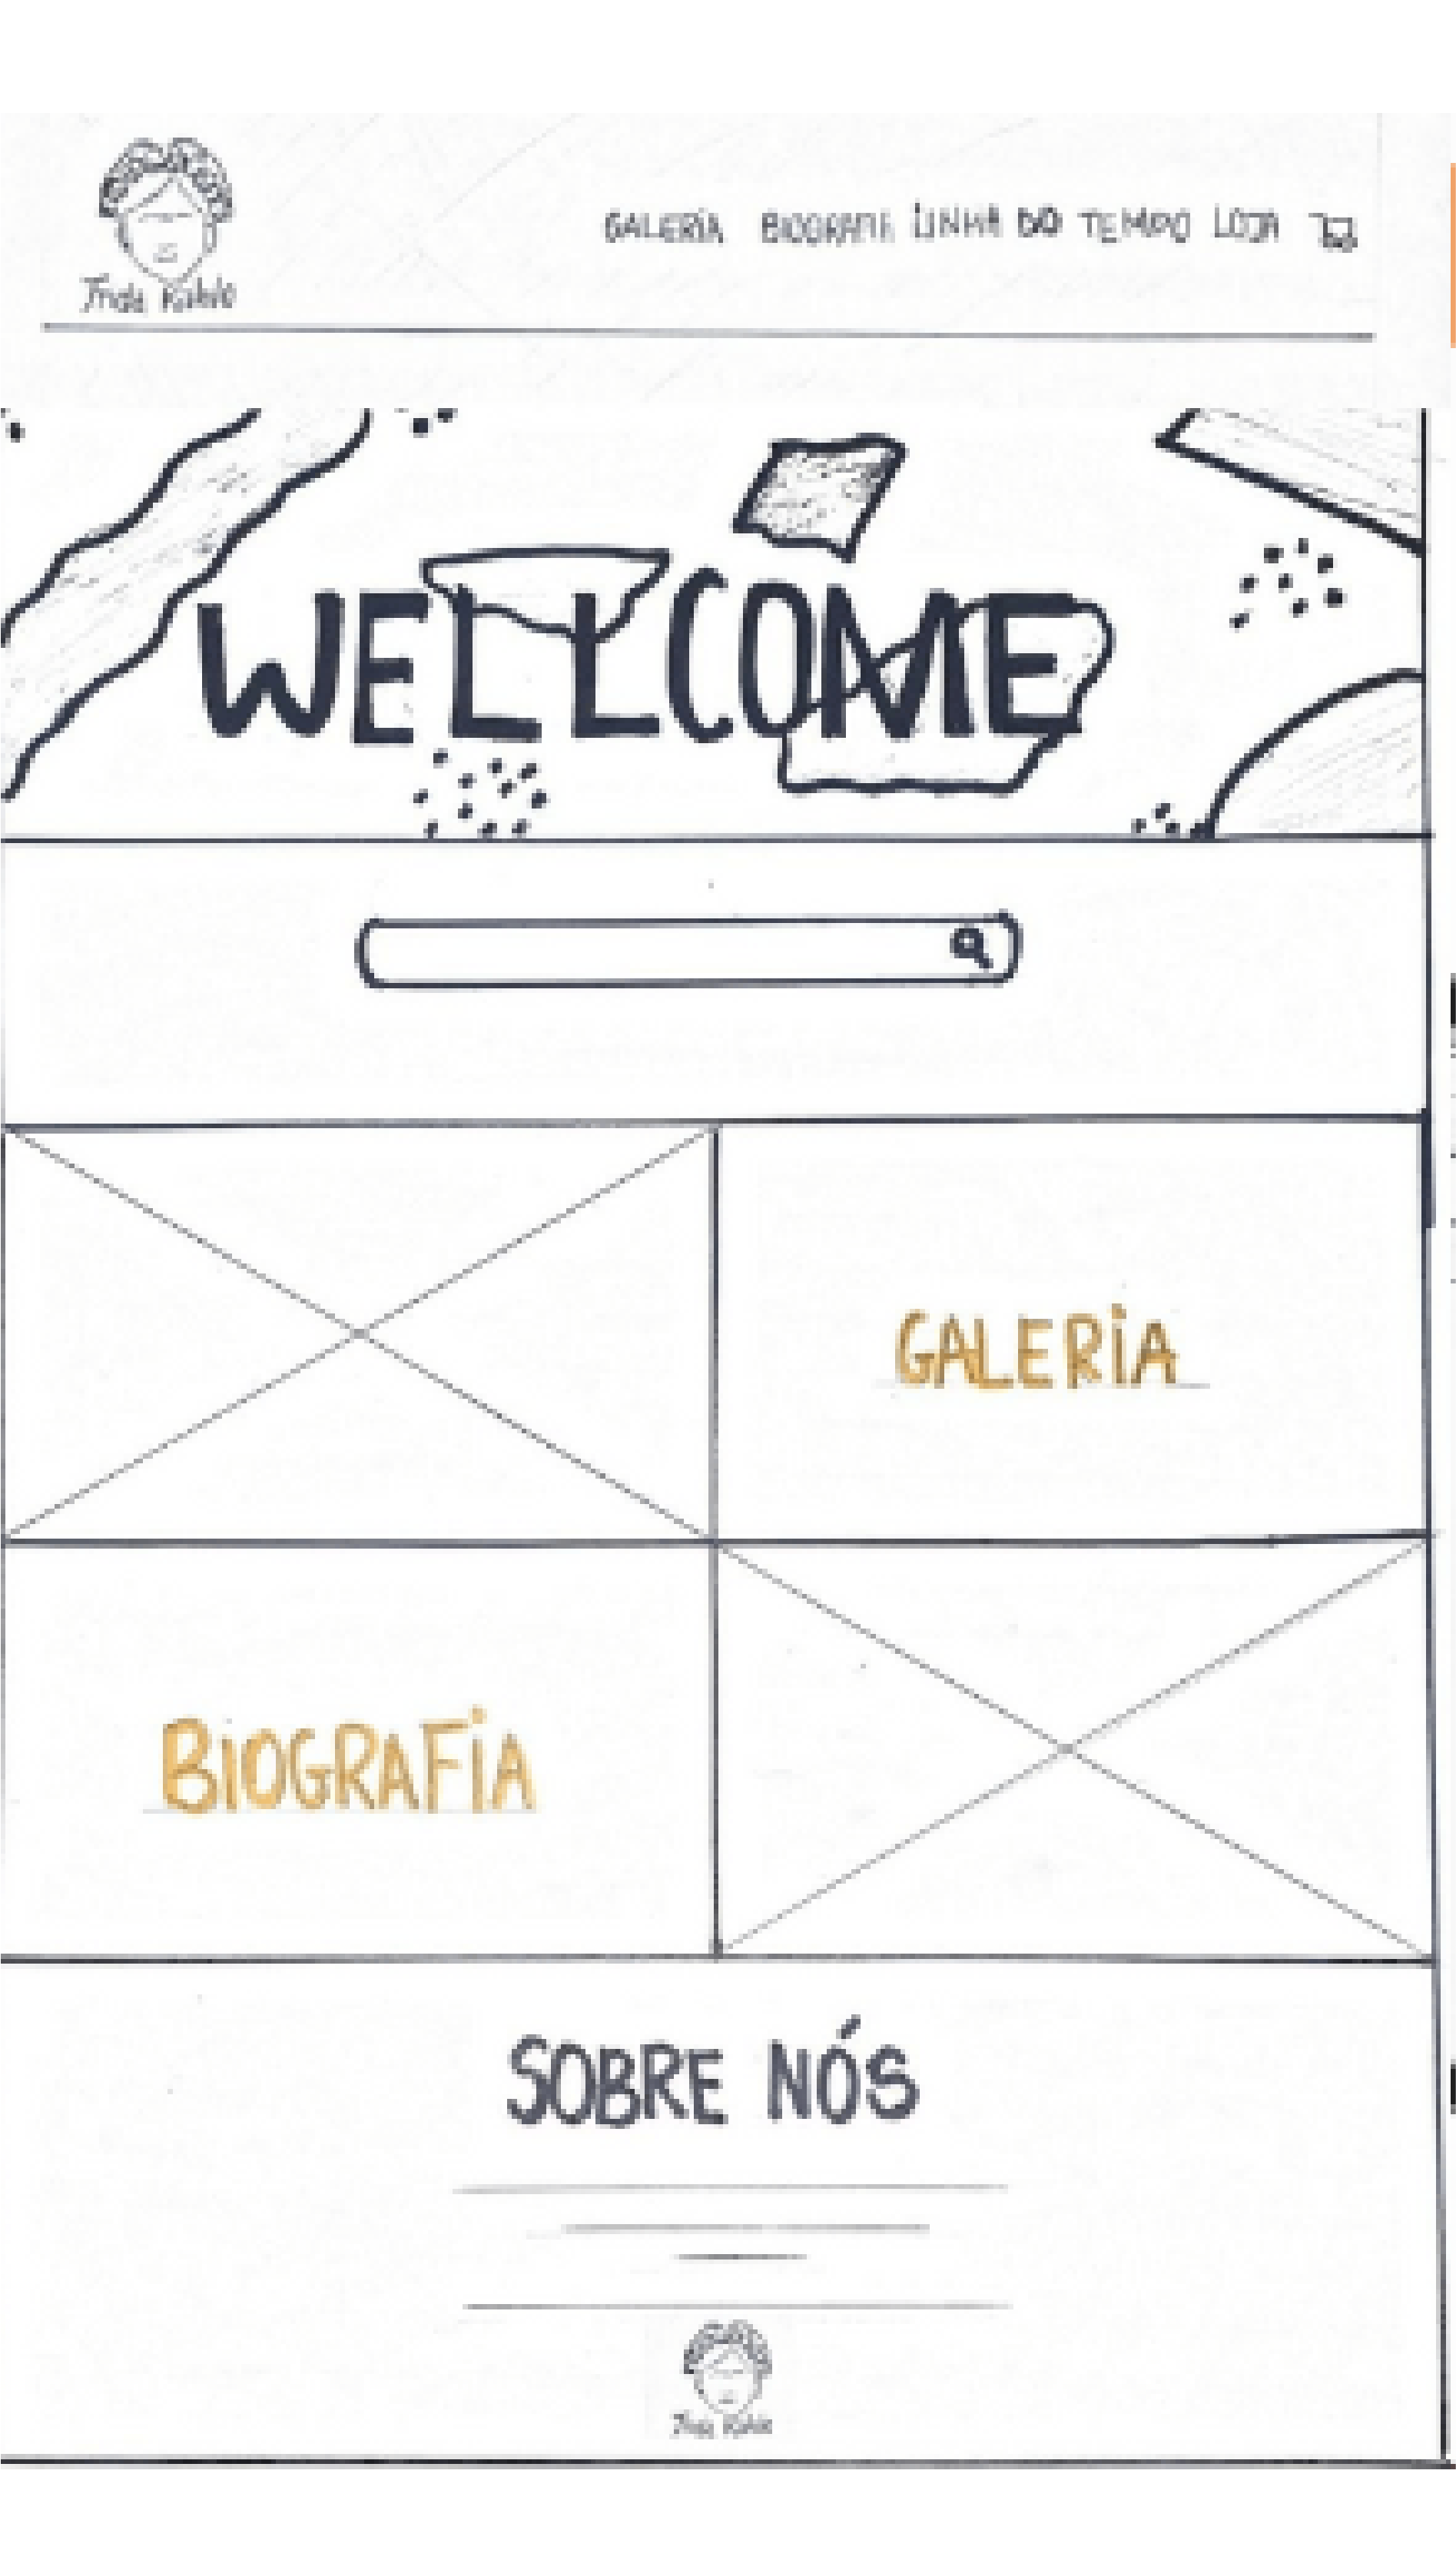 GALERIA BIOGRAFIA LINHA DO TEMPO LOJA
Frida Kahlo
WELLCOME
GALERIA
BIOGRAFIA
SOBRE NÓS
Frida Kahlo